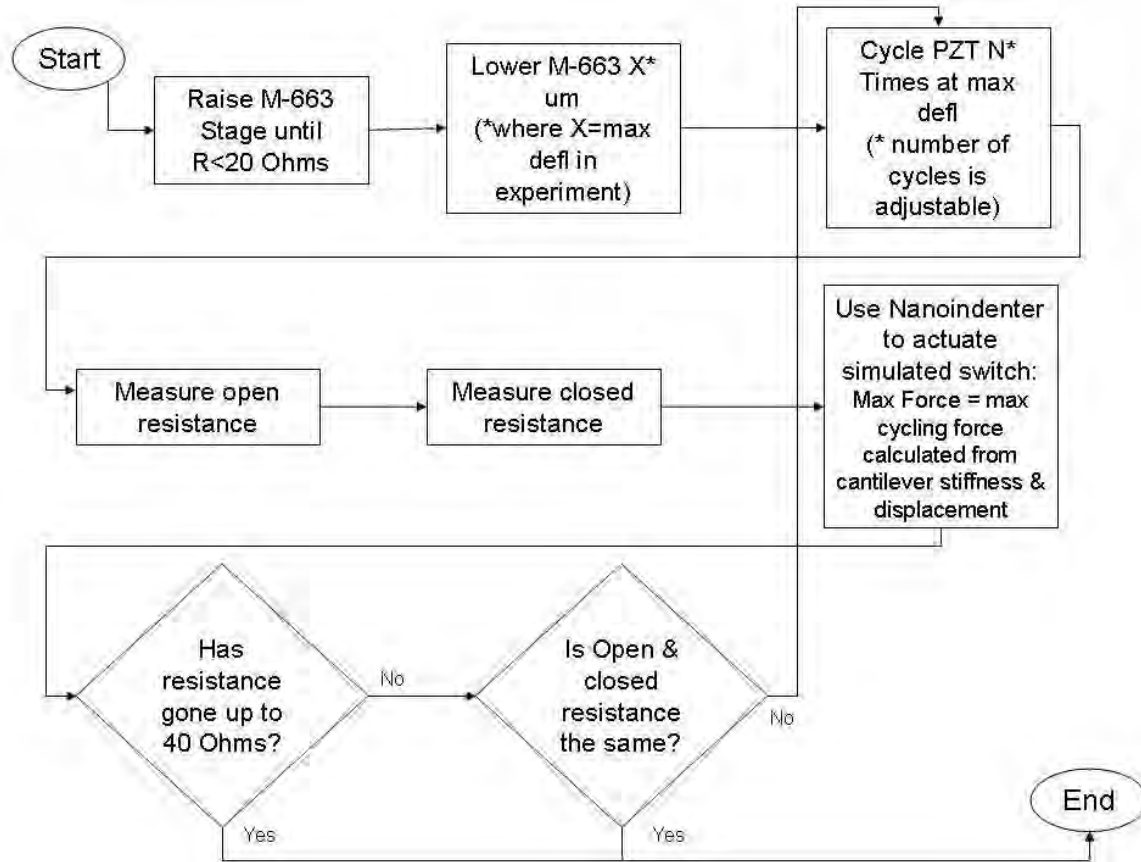 Start
Raise M-663
Stage until
R<20 Ohms
Lower M-663 X*
um
(*where X=max
defl in
experiment)
Cycle PZT N*
Times at max
defl
(* number of
cycles is
adjustable)
Measure open
resistance
Measure closed
resistance
Use Nanoindenter
to actuate
simulated switch:
Max Force = max
cycling force
calculated from
cantilever stiffness &
displacement
Has
resistance
gone up to
40 Ohms?
No
Is Open &
closed
resistance
the same?
No
Yes
Yes
End